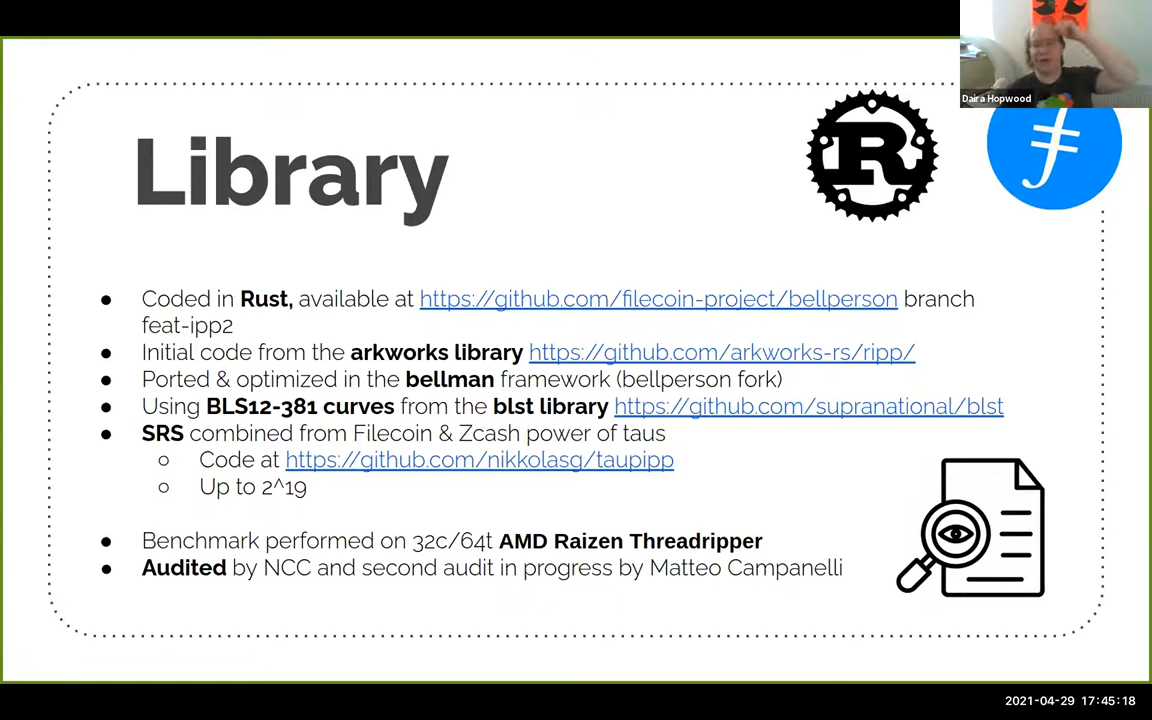 Daira Hopwood
Library
R
● Coded in Rust, available at https://github.com/filecoin-project/bellperson branch
feat-ipp2
● Initial code from the arkworks library https://github.com/arkworks-rs/ripp/
● Ported & optimized in the bellman framework (bellperson fork)
● Using BLS12-381 curves from the blst library https://github.com/supranational/blst
● SRS combined from Filecoin & Zcash power of taus
○ Code at https://github.com/nikkolasg/taupipp
○ Up to 2^19
● Benchmark performed on 32c/64t AMD Raizen Threadripper
● Audited by NCC and second audit in progress by Matteo Campanelli
2021-04-29 17:45:18